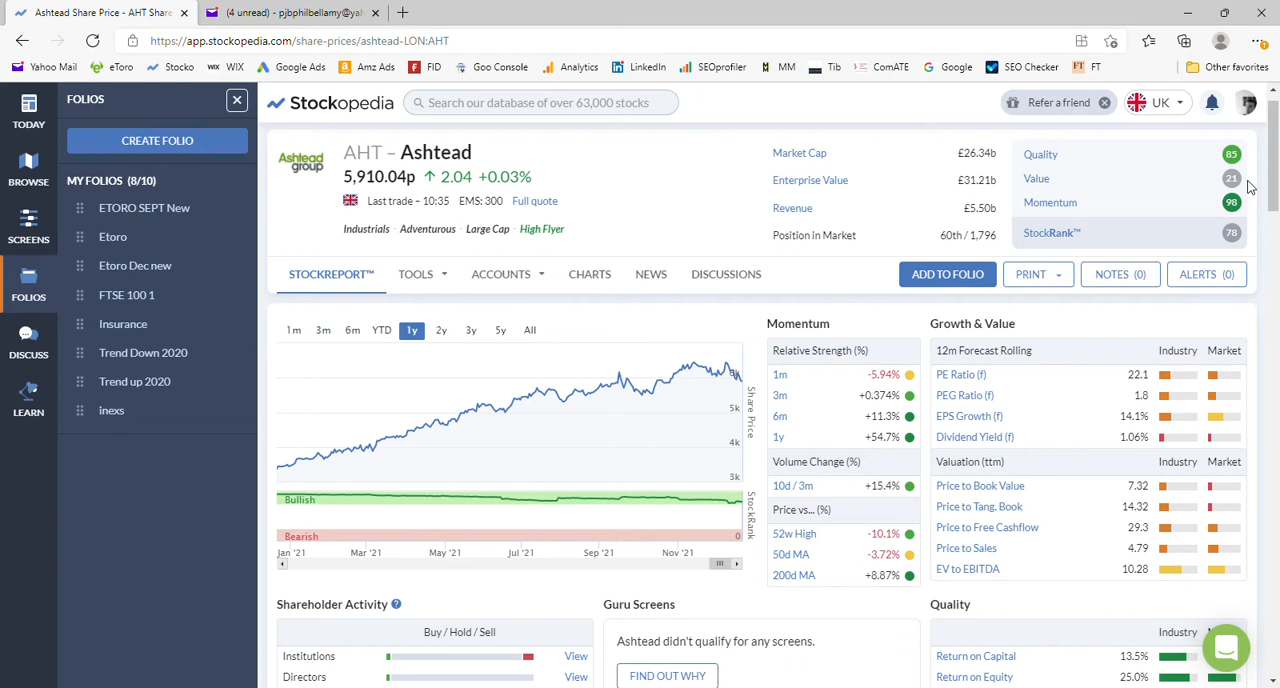 Ashtead Share Price - AHT Share
(4 unread) - pjbphilbellamy@yah
https://app.stockopedia.com/share-prices/ashtead-LON:AHT
Yahoo Mail eToro Stocko WIX WIX Google Ads a Amz Ads F FID Goo Console Analytics LinkedIn SEOprofiler MM Tib ComATE Google SEO Checker FT FT Other favorites
TODAY
BROWSE
SCREENS
FOLIOS
DISCUSS
LEARN
FOLIOS
CREATE FOLIO
MY FOLIOS (8/10)
ETORO SEPT New
Etoro
Etoro Dec new
FTSE 100 1
Insurance
Trend Down 2020
Trend up 2020
inexs
Stockopedia
Search our database of over 63,000 stocks
Refer a friend
UK
Ashtead group
AHT – Ashtead
5,910.04p ↑ 2.04 +0.03%
Last trade - 10:35 EMS: 300 Full quote
Industrials · Adventurous · Large Cap · High Flyer
Market Cap £26.34b
Enterprise Value £31.21b
Revenue £5.50b
Position in Market 60th / 1,796
Quality 85
Value 21
Momentum 98
StockRank™ 78
STOCKREPORT™ TOOLS ACCOUNTS CHARTS NEWS DISCUSSIONS
ADD TO FOLIO PRINT NOTES (0) ALERTS (0)
1m 3m 6m YTD 1y 2y 3y 5y All
5k
4k
3k
Share Price
Bullish
Bearish
0
StockRank
Jan '21 Mar '21 May '21 Jul '21 Sep '21 Nov '21
Momentum
Relative Strength (%)
1m -5.94%
3m +0.374%
6m +11.3%
1y +54.7%
Volume Change (%)
10d / 3m +15.4%
Price vs... (%)
52w High -10.1%
50d MA -3.72%
200d MA +8.87%
Growth & Value
12m Forecast Rolling Industry Market
PE Ratio (f) 22.1
PEG Ratio (f) 1.8
EPS Growth (f) 14.1%
Dividend Yield (f) 1.06%
Valuation (ttm) Industry Market
Price to Book Value 7.32
Price to Tang. Book 14.32
Price to Free Cashflow 29.3
Price to Sales 4.79
EV to EBITDA 10.28
Shareholder Activity
Buy / Hold / Sell
Institutions View
Directors View
Guru Screens
Ashtead didn't qualify for any screens.
FIND OUT WHY
Quality
Industry
Return on Capital 13.5%
Return on Equity 25.0%